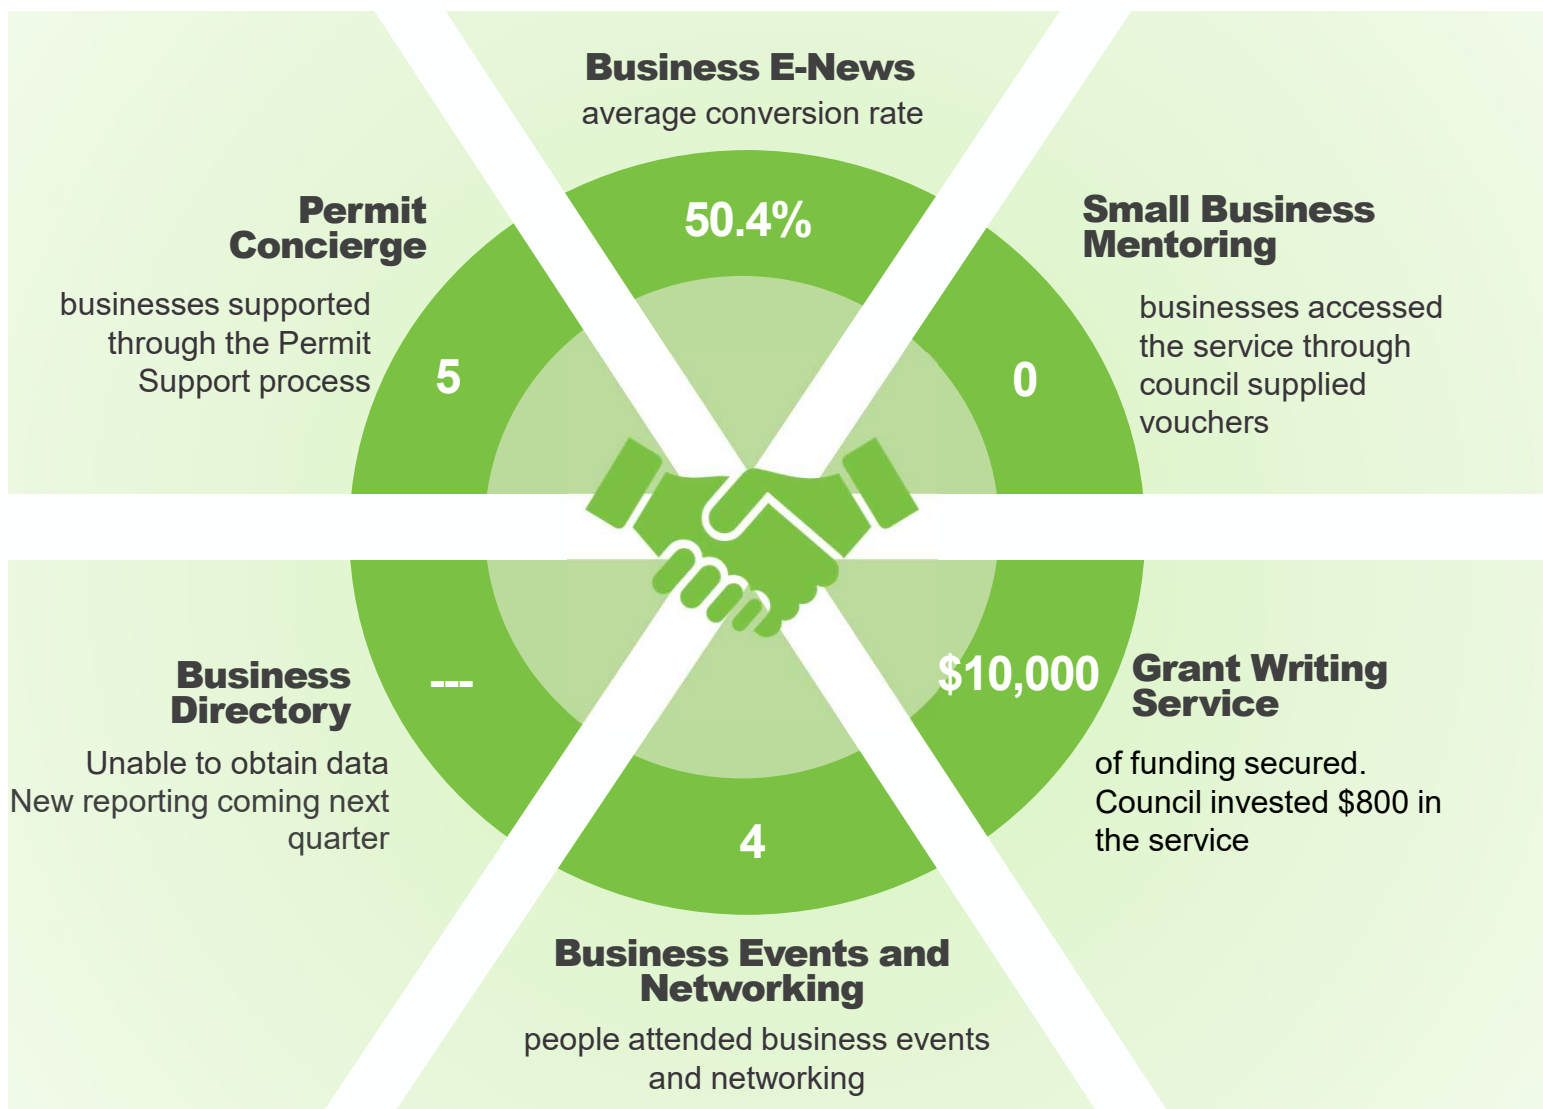 Business E-News
average conversion rate
50.4%
Permit
Concierge
businesses supported
through the Permit
Support process
5
Small Business
Mentoring
businesses accessed
the service through
council supplied
vouchers
0
Business
Directory
Unable to obtain data
New reporting coming next
quarter
---
$10,000
Grant Writing
Service
of funding secured.
Council invested $800 in
the service
4
Business Events and
Networking
people attended business events
and networking